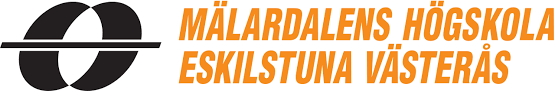 MÄLARDALENS HÖGSKOLA
ESKILSTUNA VÄSTERÅS